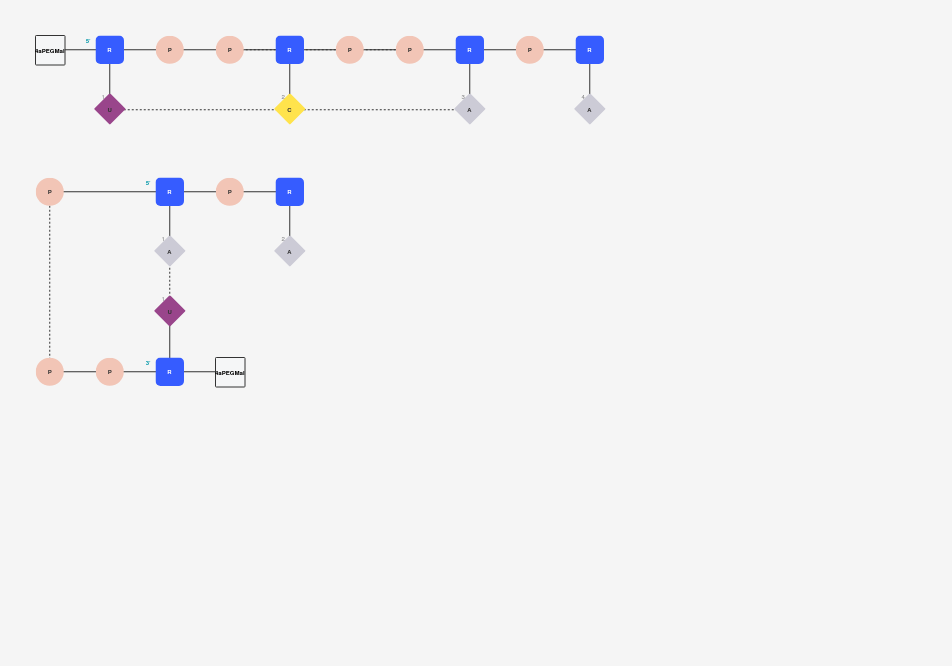 5'
4aPEGMal R P P R P P R P R
1 2 3 4
U C A A
5'
P R P R
1 2
A A
1
U
3'
P P R 4aPEGMal